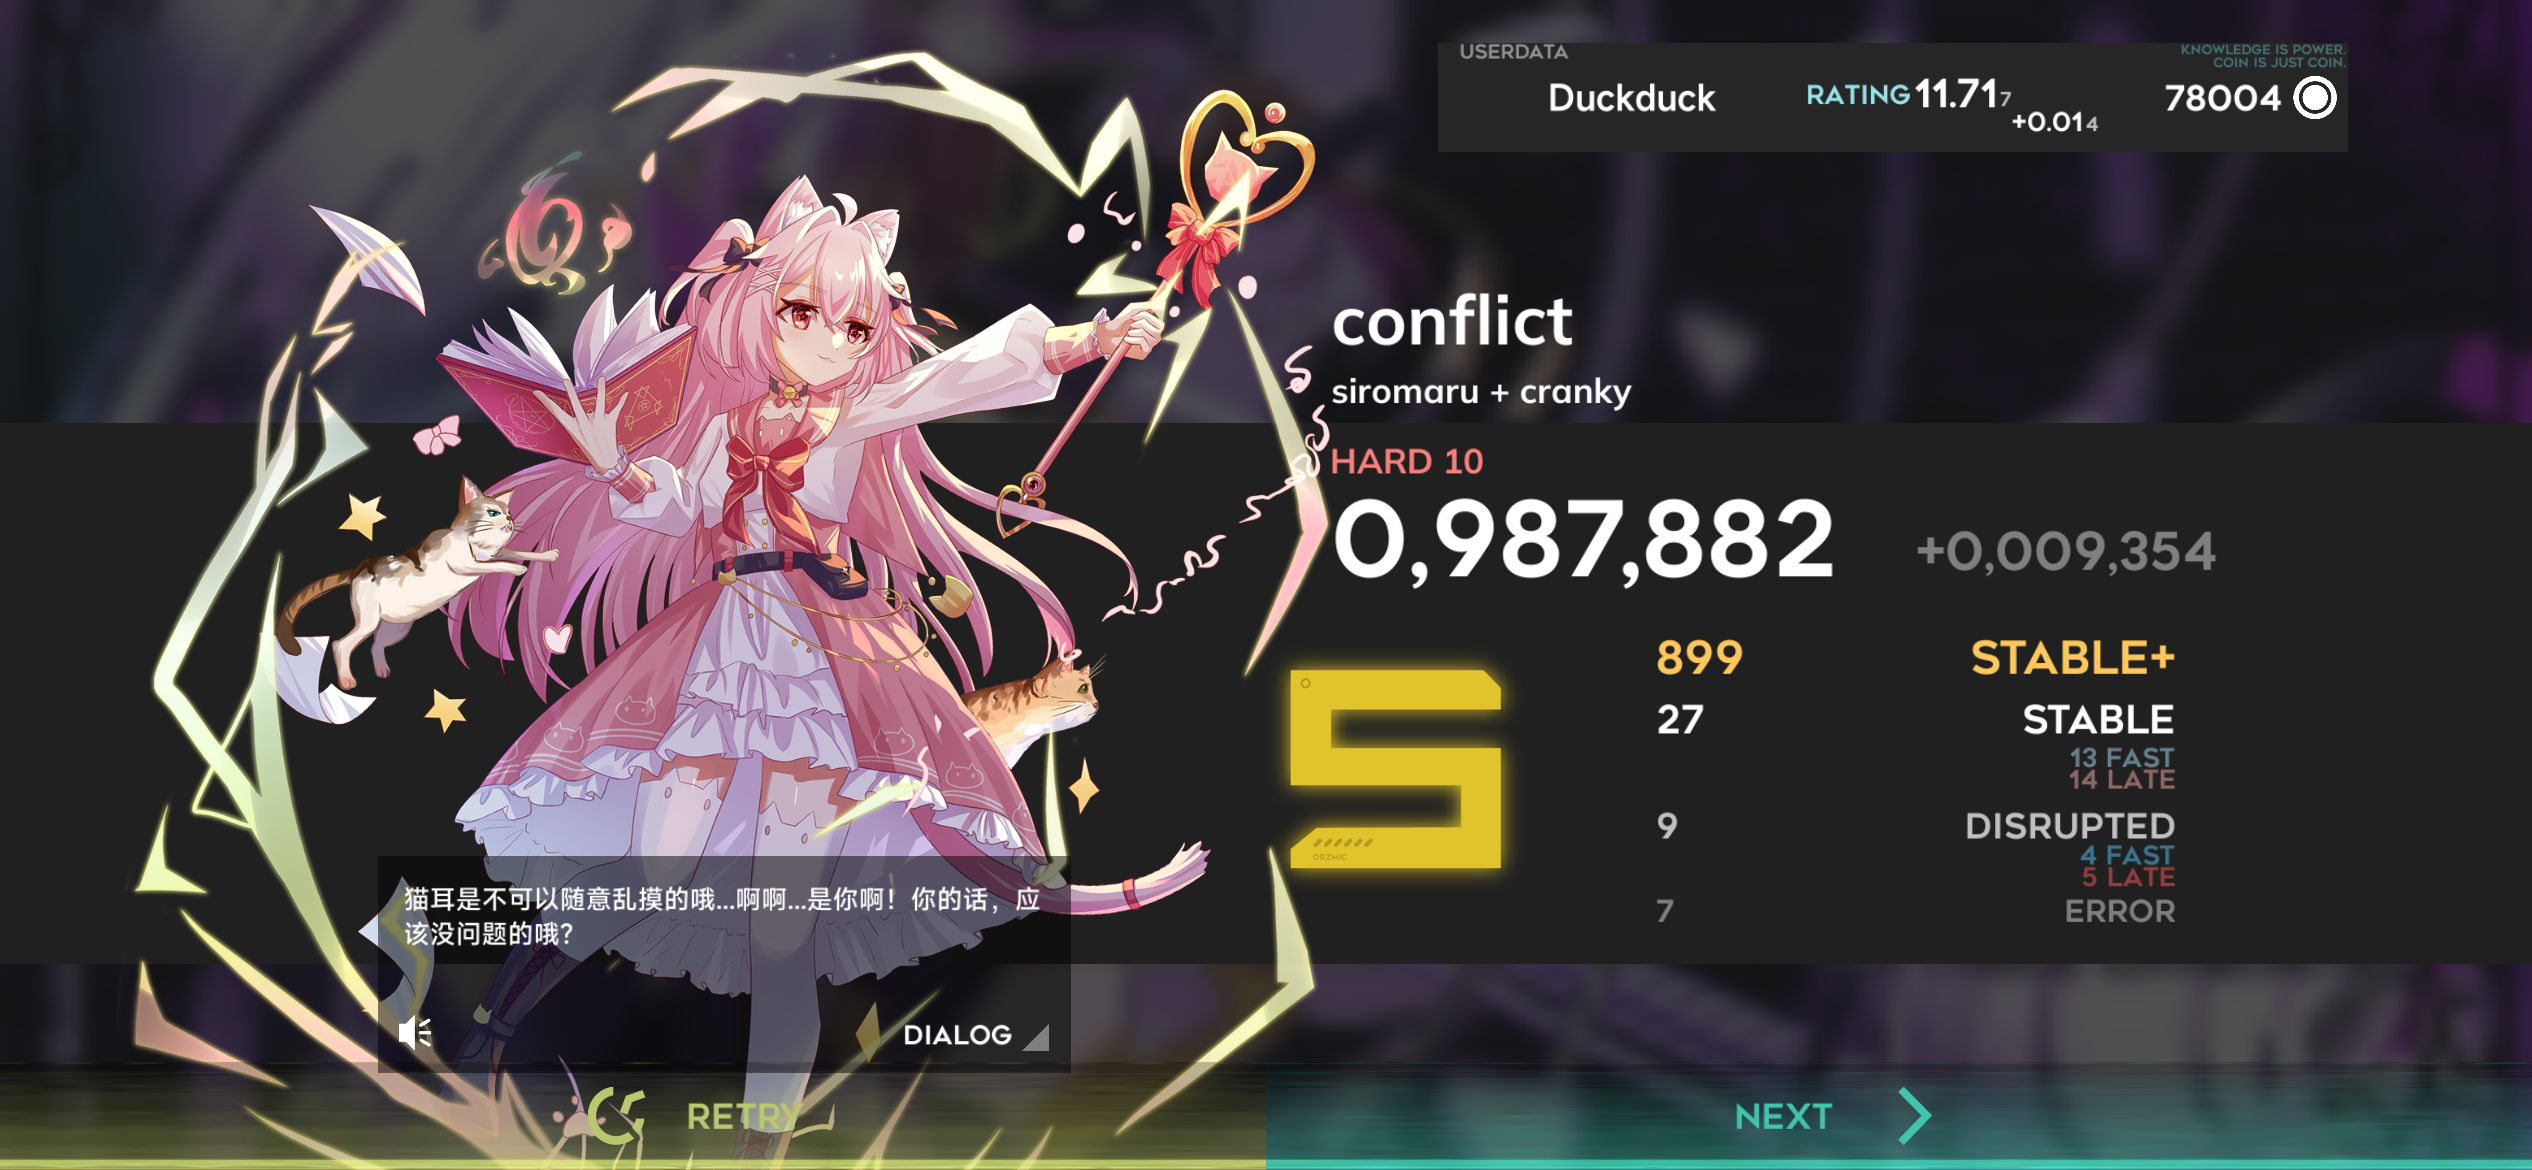 USERDATA
KNOWLEDGE IS POWER.
COIN IS JUST COIN.
Duckduck
RATING 11.717
+0.014
78004
conflict
siromaru + cranky
HARD 10
0,987,882
+0,009,354
S
ORZMIC
899 STABLE+
27 STABLE
13 FAST
14 LATE
9 DISRUPTED
4 FAST
5 LATE
7 ERROR
猫耳是不可以随意乱摸的哦...啊啊...是你啊！你的话，应
该没问题的哦？
DIALOG
RETRY
NEXT